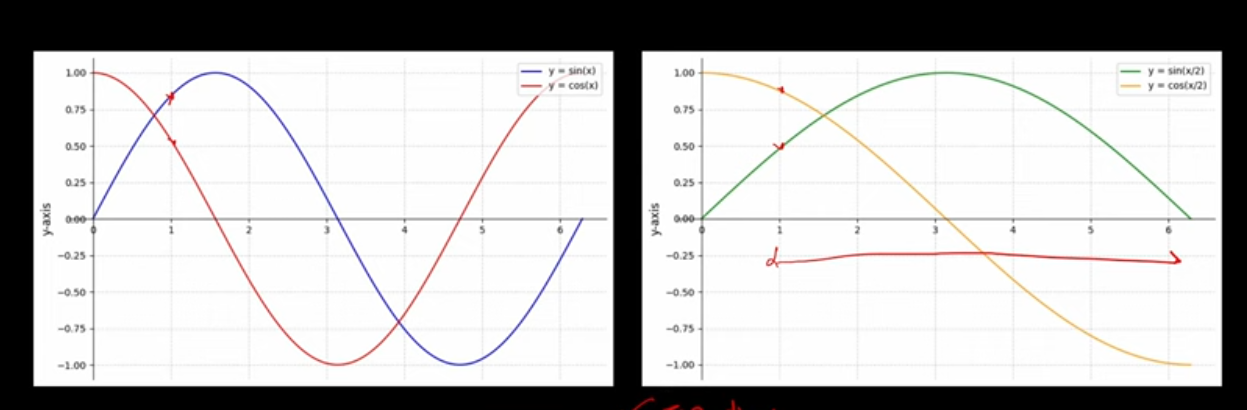 y = sin(x)
y = cos(x)
1.00
0.75
0.50
0.25
0.00
−0.25
−0.50
−0.75
−1.00
y-axis
0 1 2 3 4 5 6
y = sin(x/2)
y = cos(x/2)
1.00
0.75
0.50
0.25
0.00
−0.25
−0.50
−0.75
−1.00
y-axis
0 1 2 3 4 5 6
d